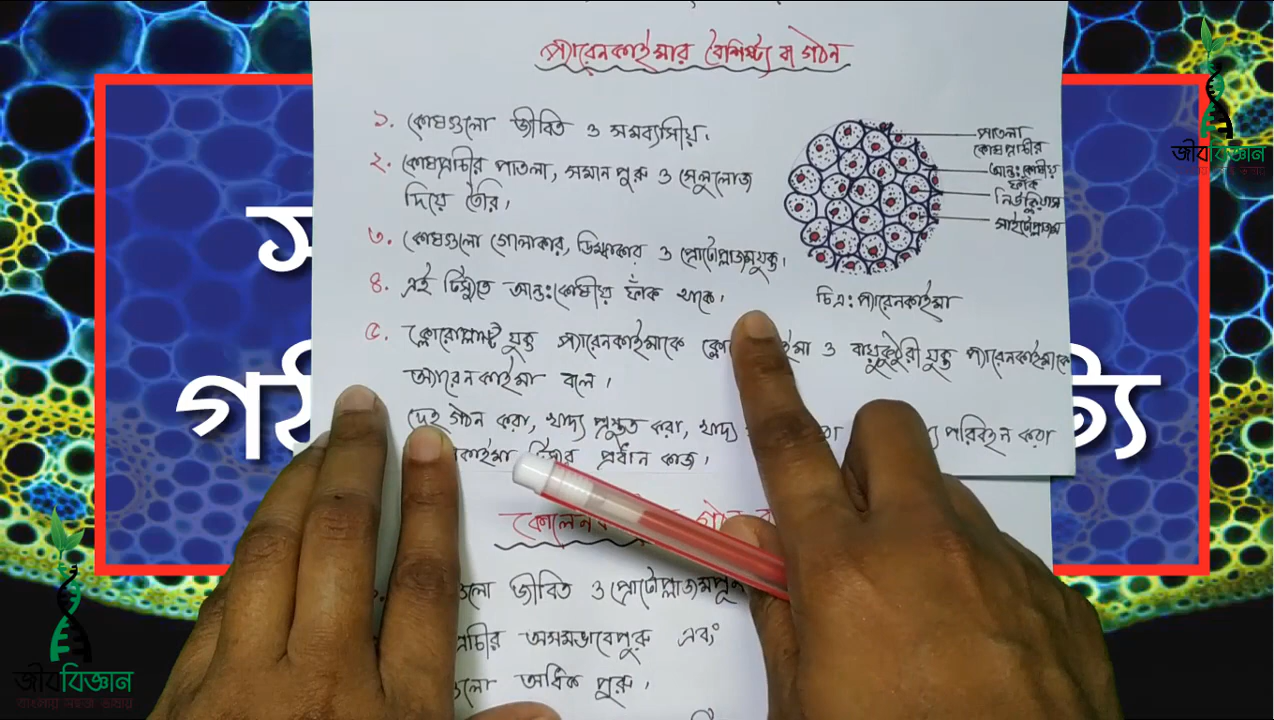 প্যারেনকাইমার বৈশিষ্ট্য বা গঠন
১. কোষগুলো জীবিত ও সমব্যাসীয়।
২. কোষপ্রাচীর পাতলা, সমান পুরু ও সেলুলোজ
দিয়ে তৈরি।
৩. কোষগুলো গোলাকার, ডিম্বাকার ও প্রোটোপ্লাজমযুক্ত।
৪. এই টিস্যুতে আন্তঃকোষীয় ফাঁক থাকে।
পাতলা
কোষপ্রাচীর
আন্তঃকোষীয়
ফাঁক
নিউক্লিয়াস
সাইটোপ্লাজম
চিত্র: প্যারেনকাইমা
৫. ক্লোরোপ্লাস্ট যুক্ত প্যারেনকাইমাকে ও বায়ুকুঠুরী যুক্ত প্যারেনকাইমাকে
অ্যারেনকাইমা বলে।
দেহ গঠন করা, খাদ্য প্রস্তুত করা, খাদ্য পরিবহন করা
টিস্যুর প্রধান কাজ।
জীবিত ও প্রোটোপ্লাজমপূর্ণ
অসমভাবে পুরু এবং
অধিক পুরু।
জীববিজ্ঞান
জীববিজ্ঞান
বাংলায় সহজ ভাষায়